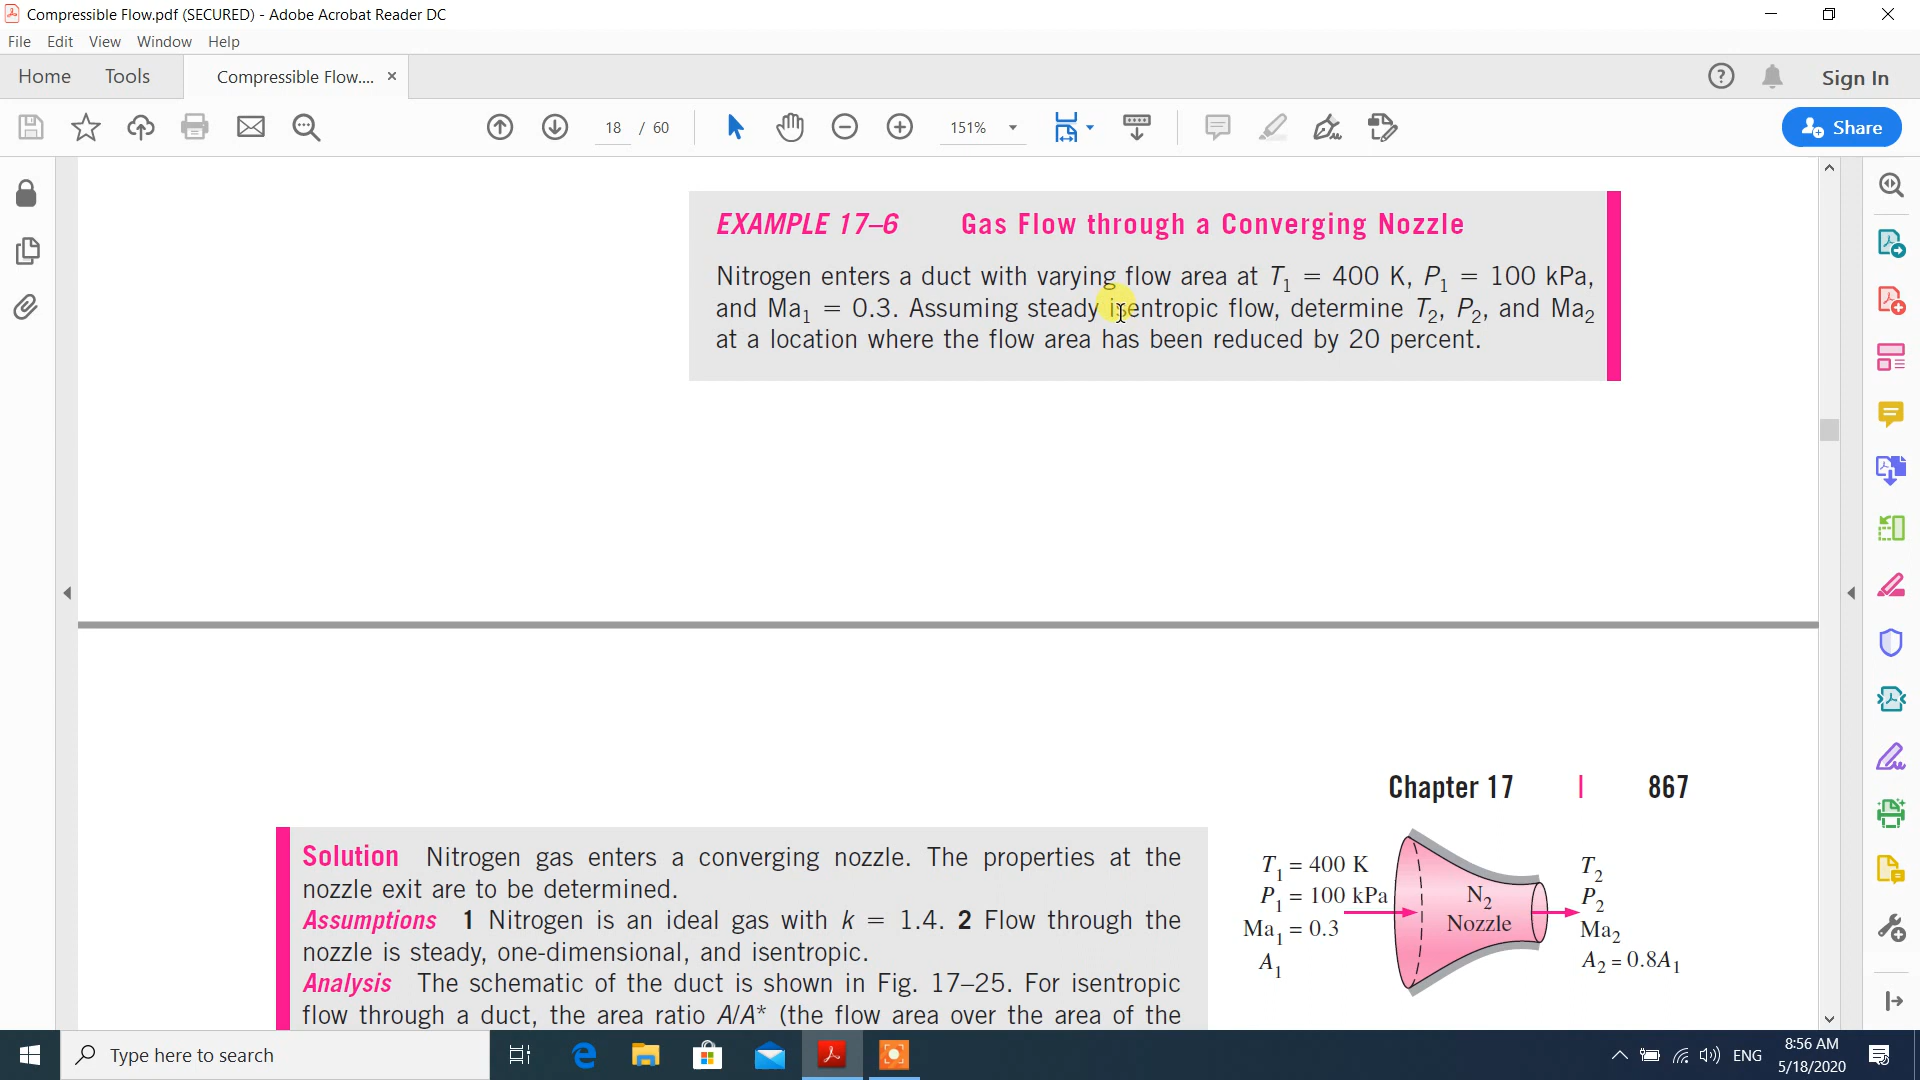 Compressible Flow.pdf (SECURED) - Adobe Acrobat Reader DC
File Edit View Window Help
Home Tools Compressible Flow.... × Sign In
18 / 60 151% Share
EXAMPLE 17–6 Gas Flow through a Converging Nozzle
Nitrogen enters a duct with varying flow area at T₁ = 400 K, P₁ = 100 kPa,
and Ma₁ = 0.3. Assuming steady isentropic flow, determine T₂, P₂, and Ma₂
at a location where the flow area has been reduced by 20 percent.
Chapter 17 | 867
Solution Nitrogen gas enters a converging nozzle. The properties at the
nozzle exit are to be determined.
Assumptions 1 Nitrogen is an ideal gas with k = 1.4. 2 Flow through the
nozzle is steady, one-dimensional, and isentropic.
Analysis The schematic of the duct is shown in Fig. 17–25. For isentropic
flow through a duct, the area ratio A/A* (the flow area over the area of the
T₁ = 400 K
P₁ = 100 kPa
Ma₁ = 0.3
A₁
N₂
Nozzle
T₂
P₂
Ma₂
A₂ = 0.8A₁
Type here to search
ENG
8:56 AM
5/18/2020